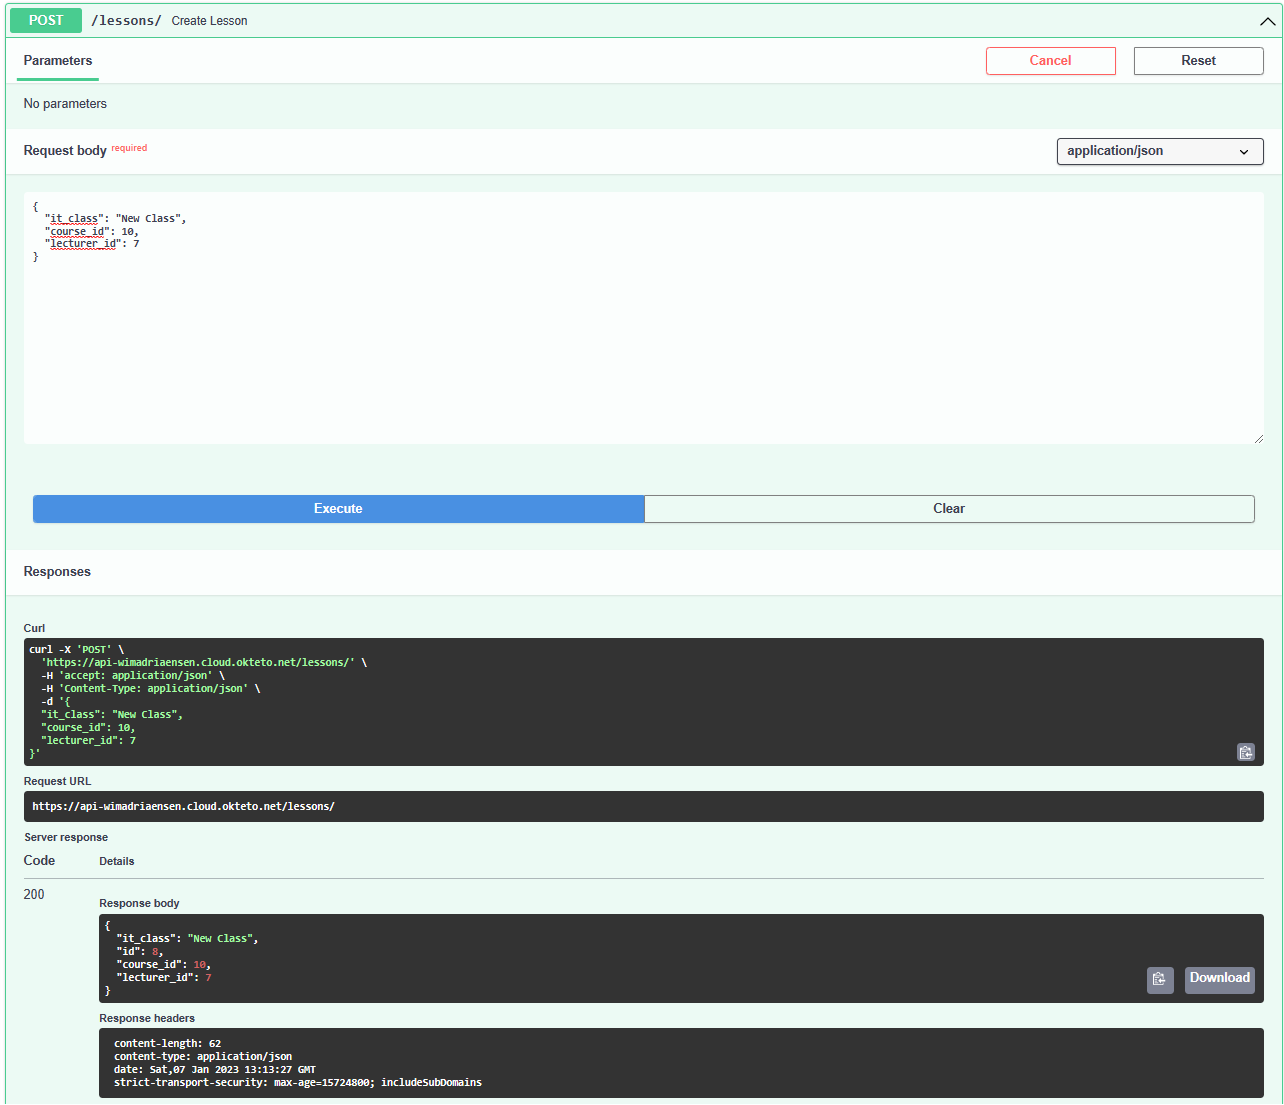 POST /lessons/ Create Lesson
Parameters Cancel Reset
No parameters
Request body required application/json
{
"it_class": "New Class",
"course_id": 10,
"lecturer_id": 7
}
Execute Clear
Responses
Curl
curl -X 'POST' \
'https://api-wimadriaensen.cloud.okteto.net/lessons/' \
-H 'accept: application/json' \
-H 'Content-Type: application/json' \
-d '{
"it_class": "New Class",
"course_id": 10,
"lecturer_id": 7
}'
Request URL
https://api-wimadriaensen.cloud.okteto.net/lessons/
Server response
Code Details
200
Response body
{
"it_class": "New Class",
"id": 8,
"course_id": 10,
"lecturer_id": 7
}
Download
Response headers
content-length: 62
content-type: application/json
date: Sat,07 Jan 2023 13:13:27 GMT
strict-transport-security: max-age=15724800; includeSubDomains